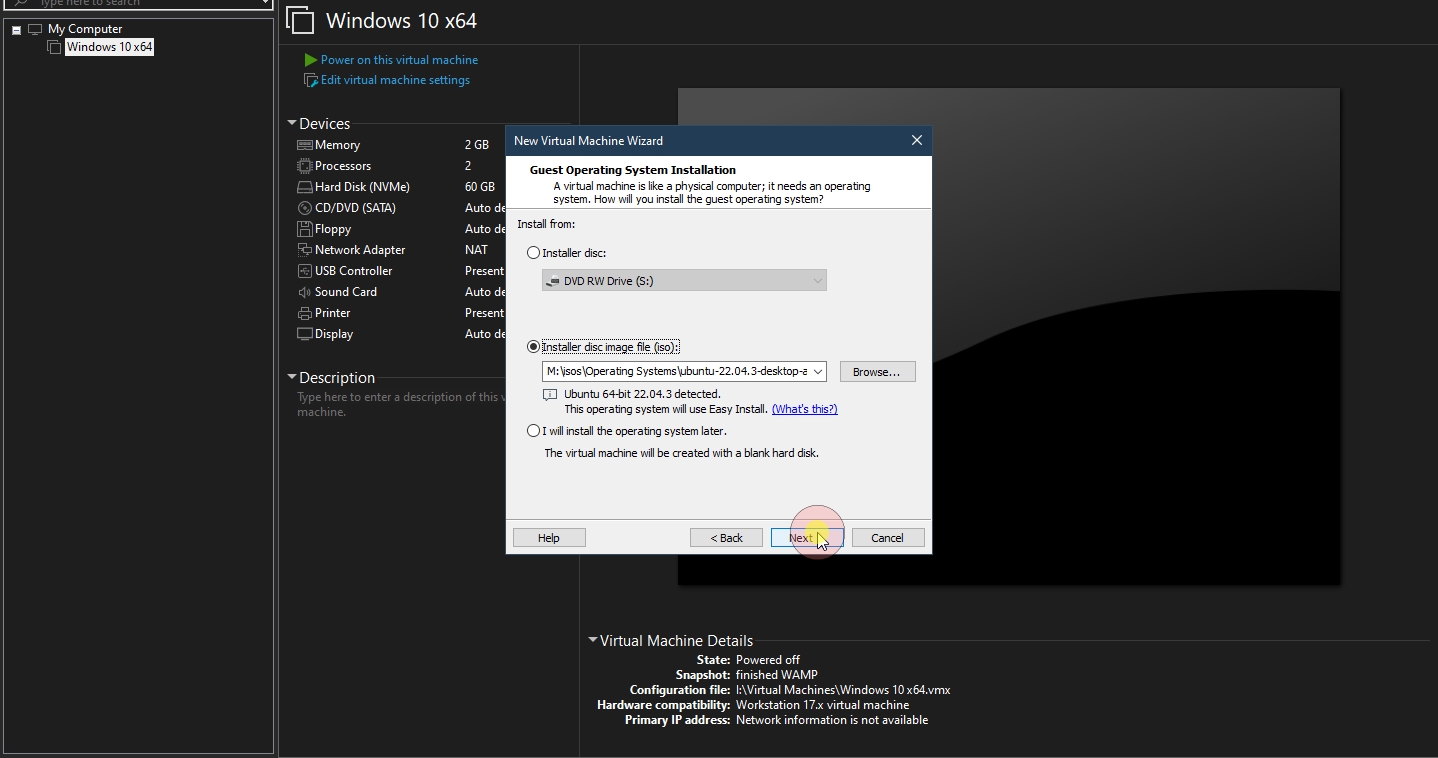 Type here to search
My Computer
Windows 10 x64
Windows 10 x64
Power on this virtual machine
Edit virtual machine settings
Devices
Memory 2 GB
Processors 2
Hard Disk (NVMe) 60 GB
CD/DVD (SATA) Auto de
Floppy Auto de
Network Adapter NAT
USB Controller Present
Sound Card Auto de
Printer Present
Display Auto de
Description
Type here to enter a description of this v
machine.
New Virtual Machine Wizard
Guest Operating System Installation
A virtual machine is like a physical computer; it needs an operating
system. How will you install the guest operating system?
Install from:
Installer disc:
DVD RW Drive (S:)
Installer disc image file (iso):
M:\isos\Operating Systems\ubuntu-22.04.3-desktop-a
Browse...
Ubuntu 64-bit 22.04.3 detected.
This operating system will use Easy Install. (What's this?)
I will install the operating system later.
The virtual machine will be created with a blank hard disk.
Help
< Back
Next
Cancel
Virtual Machine Details
State: Powered off
Snapshot: finished WAMP
Configuration file: I:\Virtual Machines\Windows 10 x64.vmx
Hardware compatibility: Workstation 17.x virtual machine
Primary IP address: Network information is not available